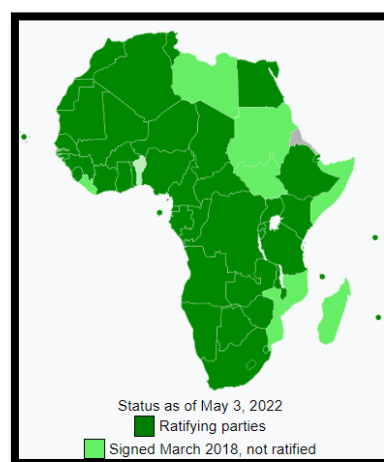 Status as of May 3, 2022
Ratifying parties
Signed March 2018, not ratified